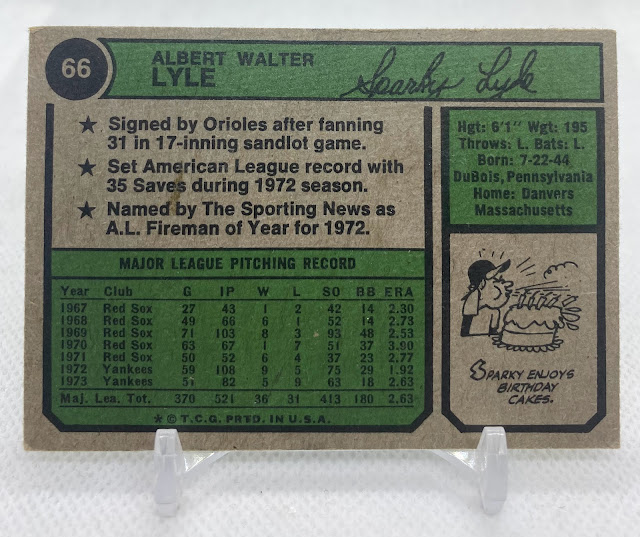 66
ALBERT WALTER
LYLE
Sparky Lyle
★ Signed by Orioles after fanning
31 in 17-inning sandlot game.
★ Set American League record with
35 Saves during 1972 season.
★ Named by The Sporting News as
A.L. Fireman of Year for 1972.
Hgt: 6'1" Wgt: 195
Throws: L. Bats: L.
Born: 7-22-44
DuBois, Pennsylvania
Home: Danvers
Massachusetts
MAJOR LEAGUE PITCHING RECORD
Year Club G IP W L SO BB ERA
1967 Red Sox 27 43 1 2 42 14 2.30
1968 Red Sox 49 66 6 1 52 14 2.73
1969 Red Sox 71 103 8 3 93 48 2.53
1970 Red Sox 63 67 1 7 51 37 3.90
1971 Red Sox 50 52 6 4 37 23 2.77
1972 Yankees 59 108 9 5 75 29 1.92
1973 Yankees 51 82 5 9 63 18 2.63
Maj. Lea. Tot. 370 521 36 31 413 180 2.63
★ © T.C.G. PRTD. IN U.S.A.
SPARKY ENJOYS
BIRTHDAY
CAKES.